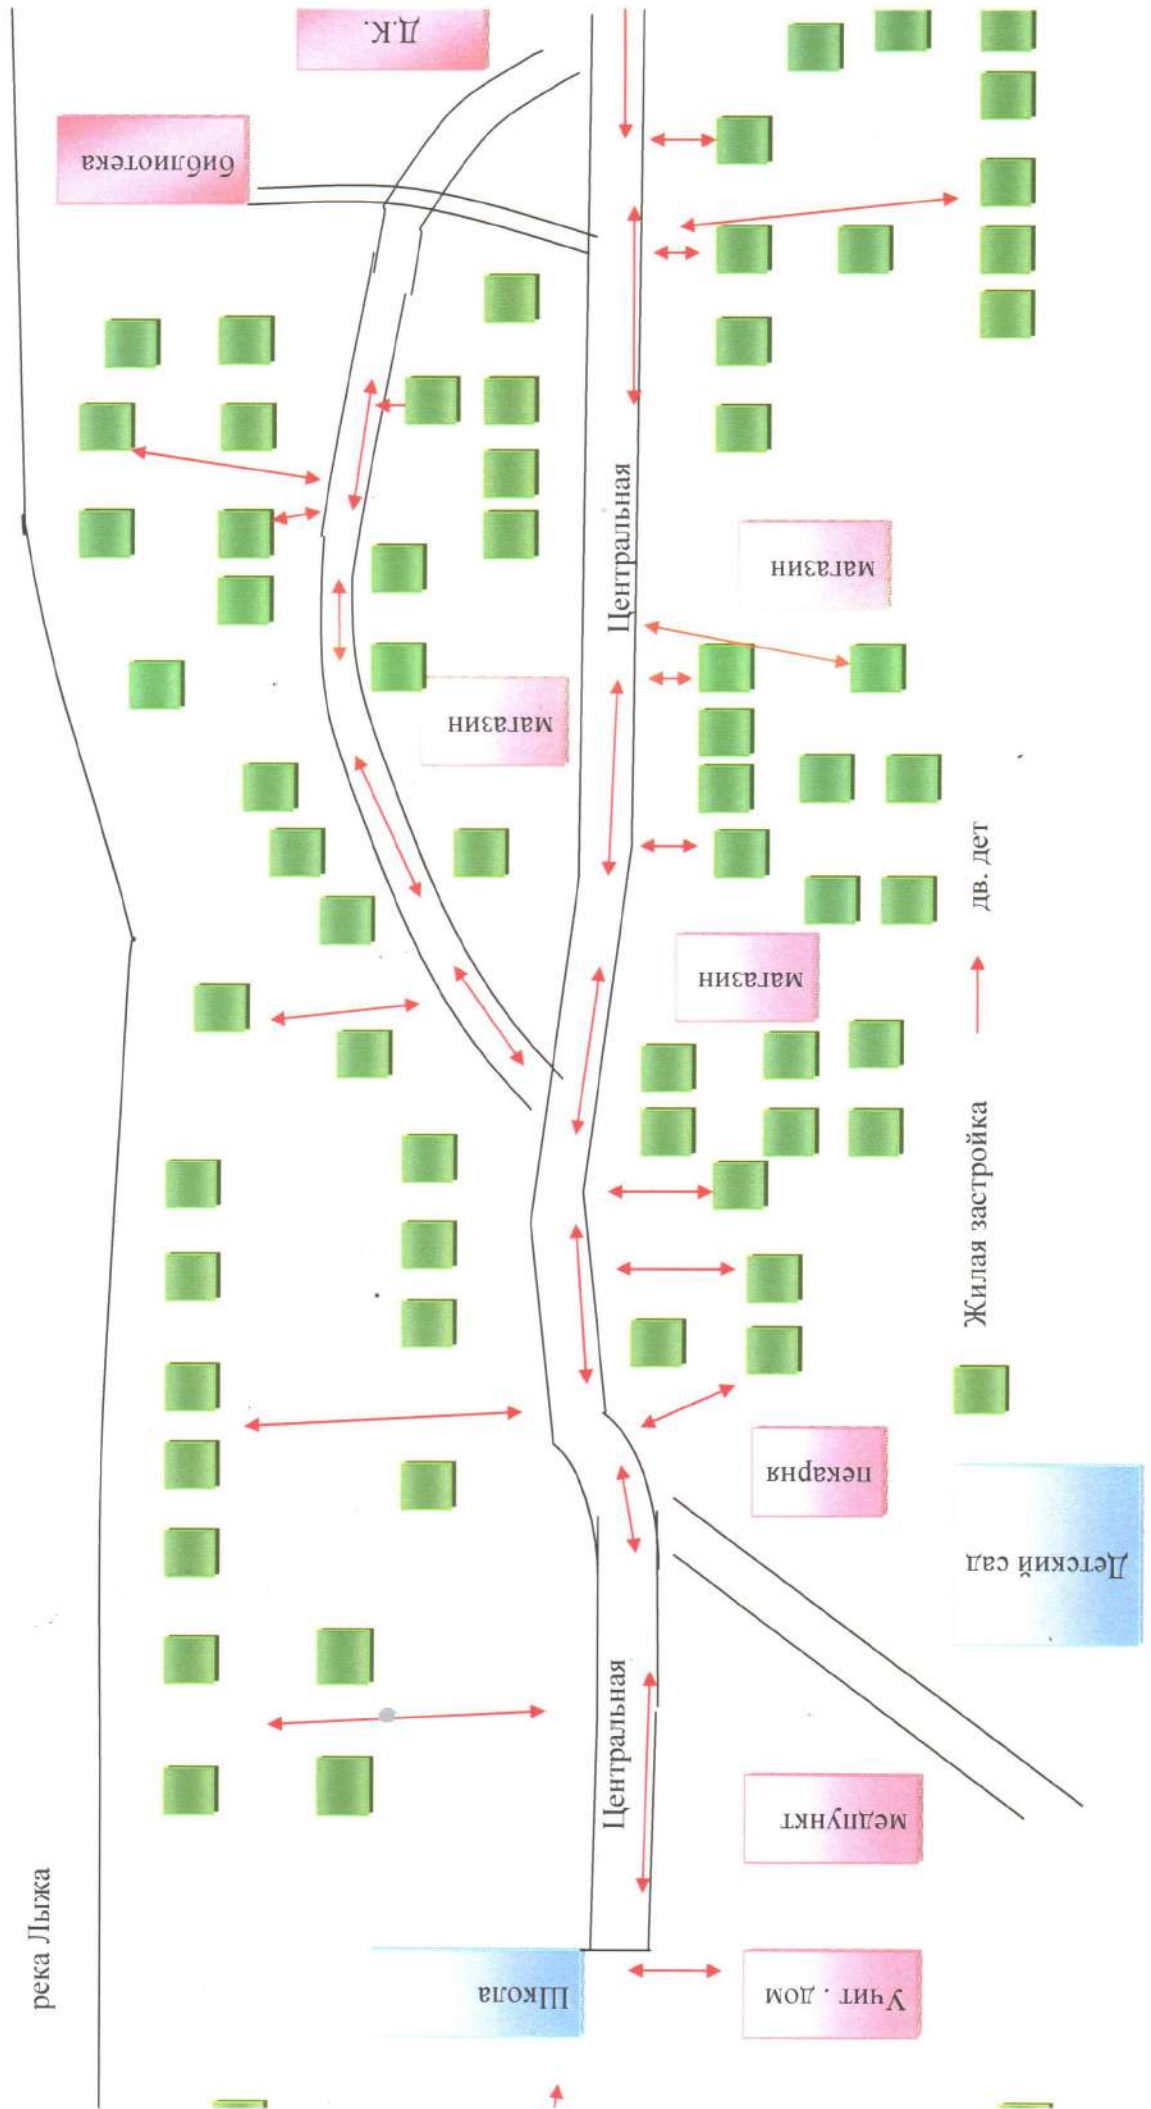 река Лыжа
Школа
Учит . дом
медпункт
Центральная
Детский сад
пекарня
Жилая застройка
дв. дет
магазин
магазин
магазин
Центральная
библиотека
Д.К.